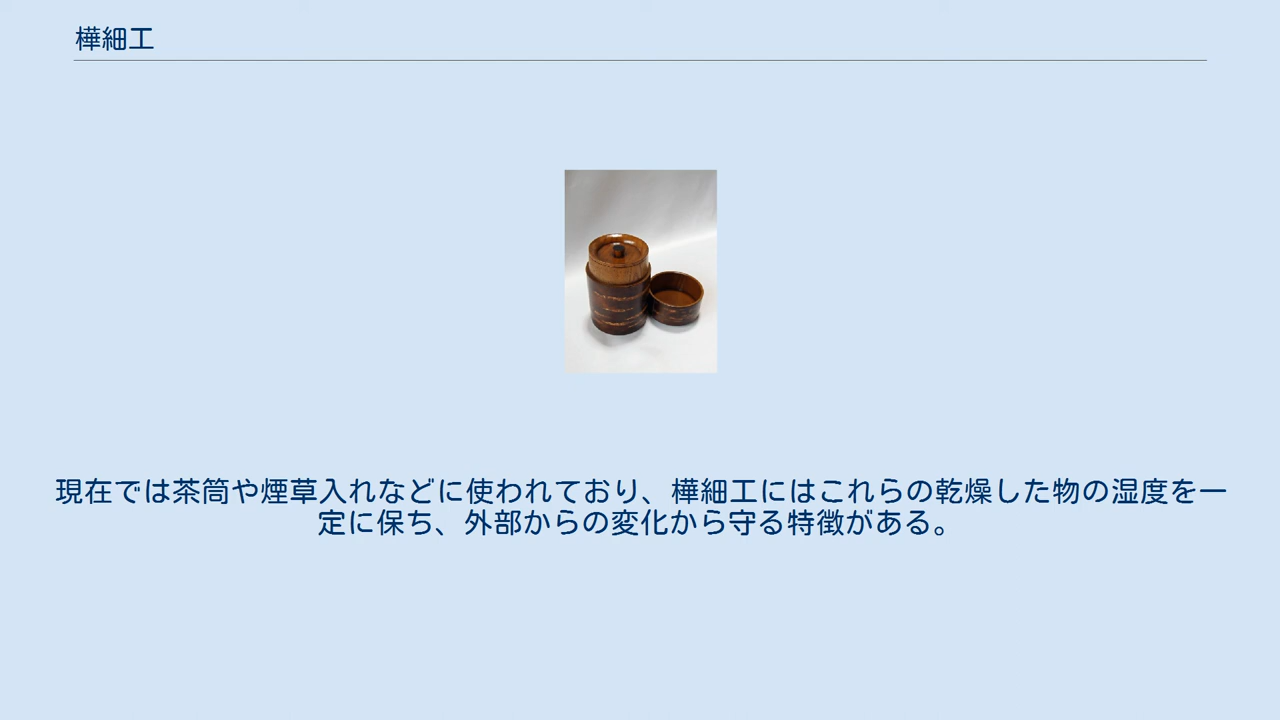 樺細工
現在では茶筒や煙草入れなどに使われており、樺細工にはこれらの乾燥した物の湿度を一
定に保ち、外部からの変化から守る特徴がある。